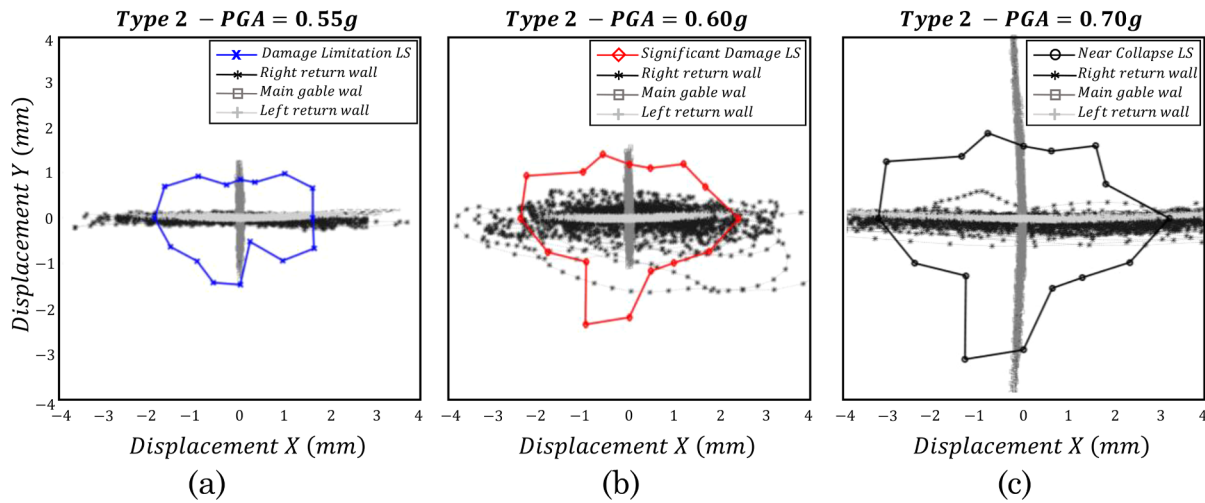 Type 2 − PGA = 0.55g
Type 2 − PGA = 0.60g
Type 2 − PGA = 0.70g
Displacement Y (mm)
4
3
2
1
0
−1
−2
−3
−4
Damage Limitation LS
Right return wall
Main gable wal
Left return wall
Significant Damage LS
Right return wall
Main gable wal
Left return wall
Near Collapse LS
Right return wall
Main gable wal
Left return wall
−4 −3 −2 −1 0 1 2 3 4
−4 −3 −2 −1 0 1 2 3 4
−4 −3 −2 −1 0 1 2 3 4
Displacement X (mm)
Displacement X (mm)
Displacement X (mm)
(a)
(b)
(c)